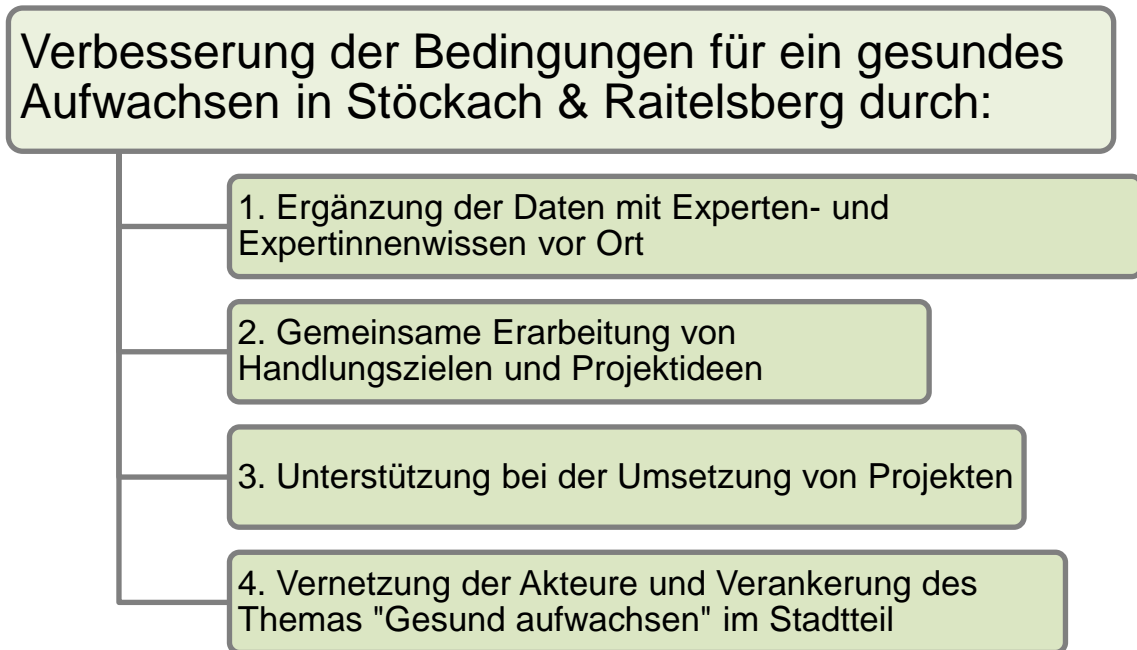 Verbesserung der Bedingungen für ein gesundes
Aufwachsen in Stöckach & Raitelsberg durch:
1. Ergänzung der Daten mit Experten- und
Expertinnenwissen vor Ort
2. Gemeinsame Erarbeitung von
Handlungszielen und Projektideen
3. Unterstützung bei der Umsetzung von Projekten
4. Vernetzung der Akteure und Verankerung des
Themas "Gesund aufwachsen" im Stadtteil